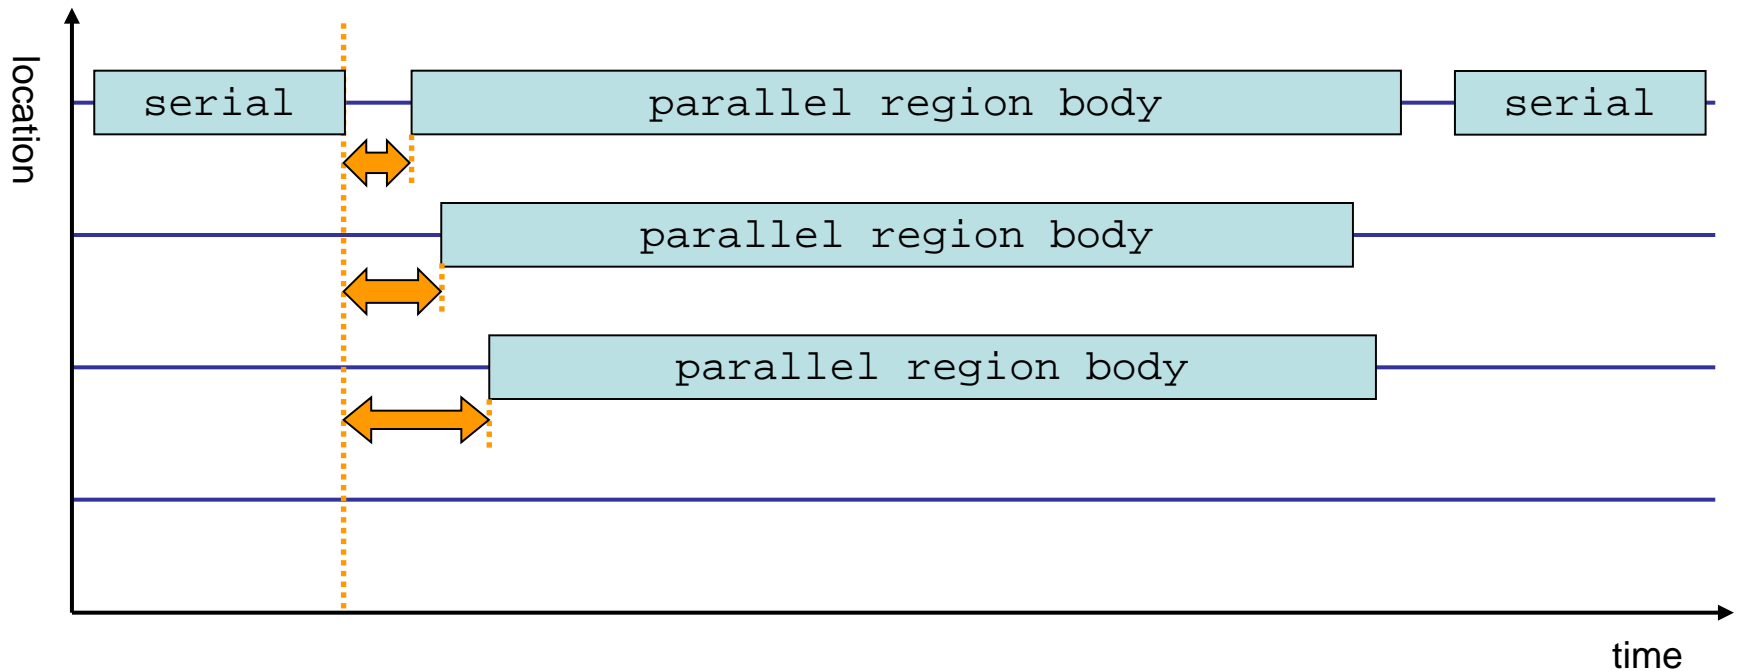 location
serial
parallel region body
serial
parallel region body
parallel region body
time